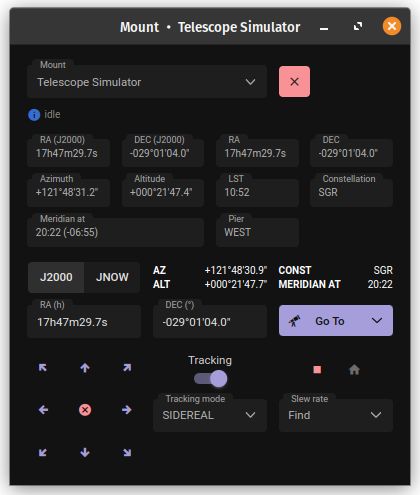 Mount • Telescope Simulator
Mount
Telescope Simulator
idle
RA (J2000) DEC (J2000) RA DEC
17h47m29.7s -029°01'04.0" 17h47m29.7s -029°01'04.0"
Azimuth Altitude LST Constellation
+121°48'31.2" +000°21'47.4" 10:52 SGR
Meridian at Pier
20:22 (-06:55) WEST
J2000 JNOW
AZ +121°48'30.9" CONST SGR
ALT +000°21'47.7" MERIDIAN AT 20:22
RA (h) DEC (°)
17h47m29.7s -029°01'04.0" Go To
Tracking
Tracking mode Slew rate
SIDEREAL Find